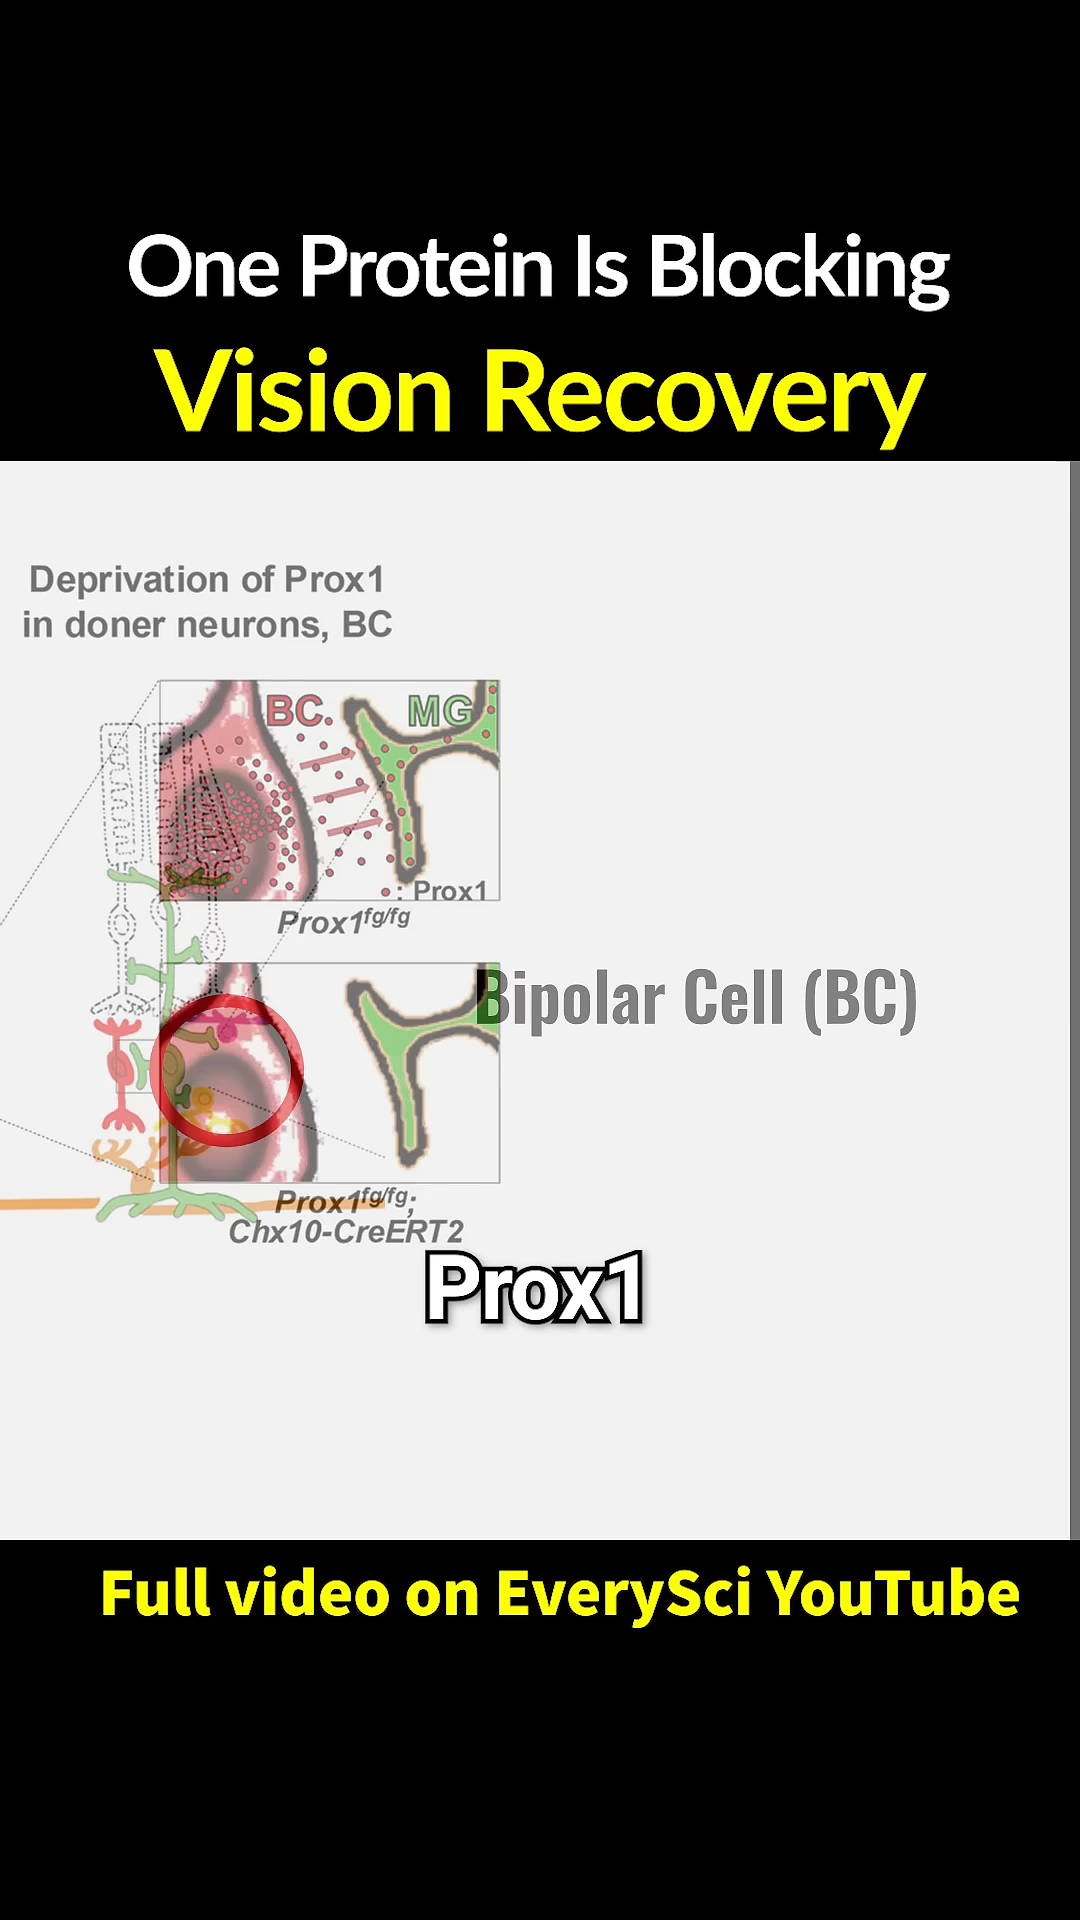 One Protein Is Blocking
Vision Recovery
Deprivation of Prox1
in doner neurons, BC
BC.
MG
: Prox1
Prox1fg/fg
Bipolar Cell (BC)
Prox1fg/fg;
Chx10-CreERT2
Prox1
Full video on EverySci YouTube